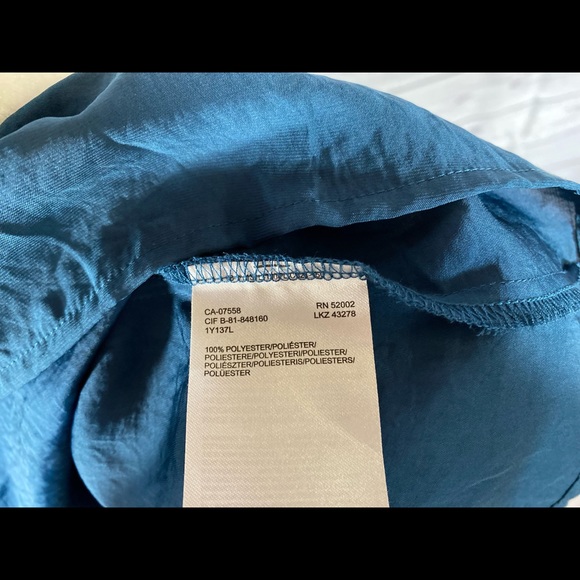 CA-07558 RN 52002
CIF B-81-848160 LKZ 43278
1Y137L
100% POLYESTER/POLIÉSTER/
POLIESTERE/POLYESTERI/POLIESTER/
POLIÉSZTER/POLIESTERIS/POLIESTERS/
POLÜESTER